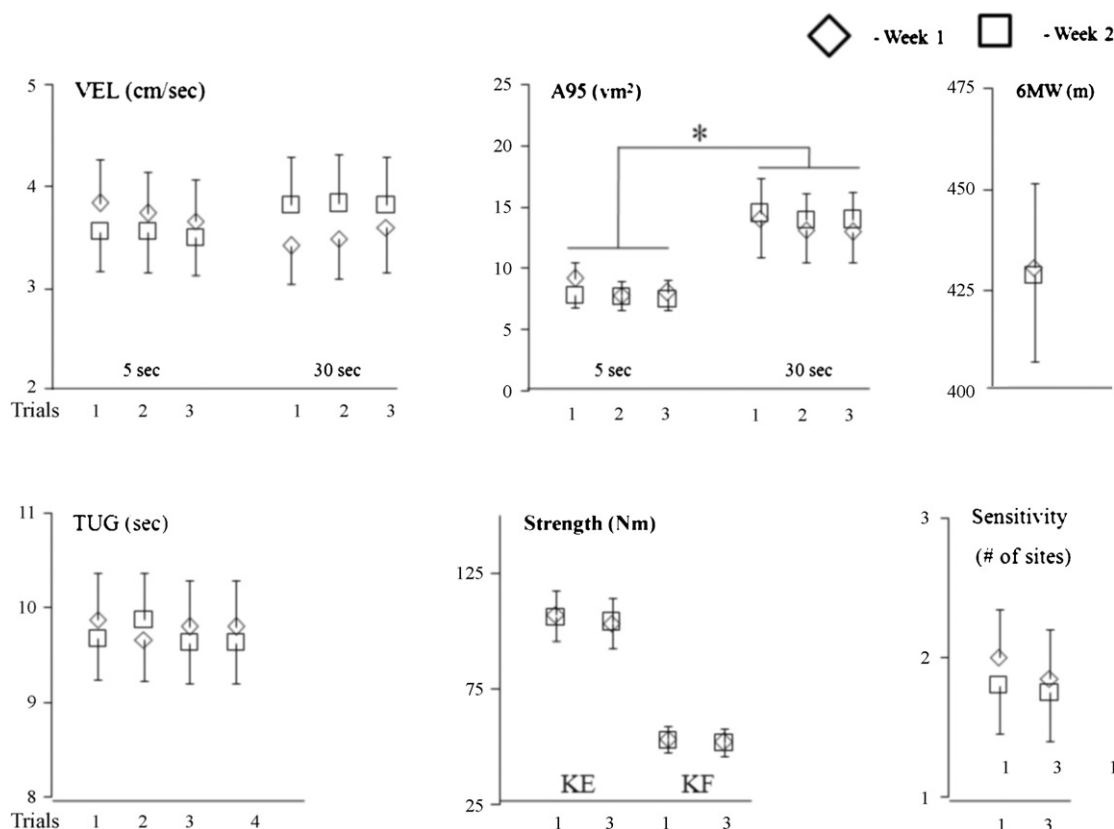 - Week 1 - Week 2
VEL (cm/sec)
5
4
3
2
5 sec 30 sec
Trials 1 2 3 1 2 3
A95 (vm²)
25
20
15
10
5
0
*
5 sec 30 sec
1 2 3 1 2 3
6MW (m)
475
450
425
400
TUG (sec)
11
10
9
8
Trials 1 2 3 4
Strength (Nm)
125
75
25
KE KF
1 3 1 3
Sensitivity
(# of sites)
3
2
1
1 3 1
1 3